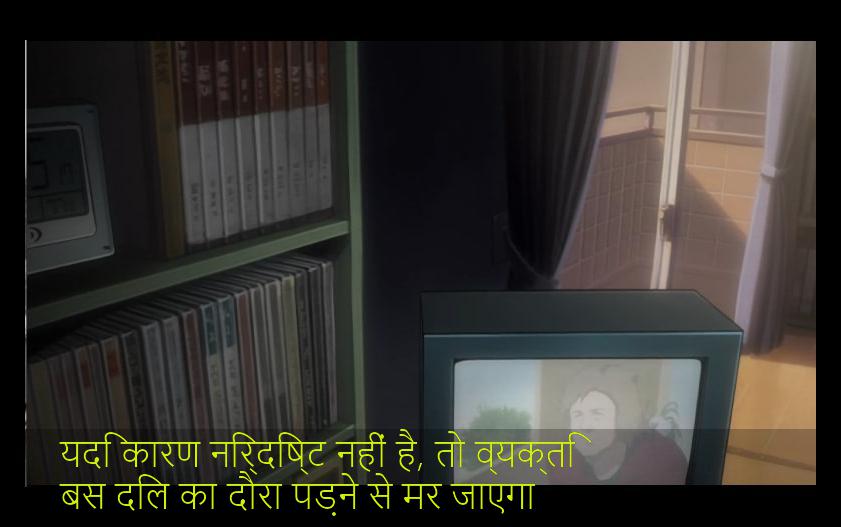 यदि कारण निर्दिष्ट नहीं है, तो व्यक्ति
बस दिल का दौरा पड़ने से मर जाएगा